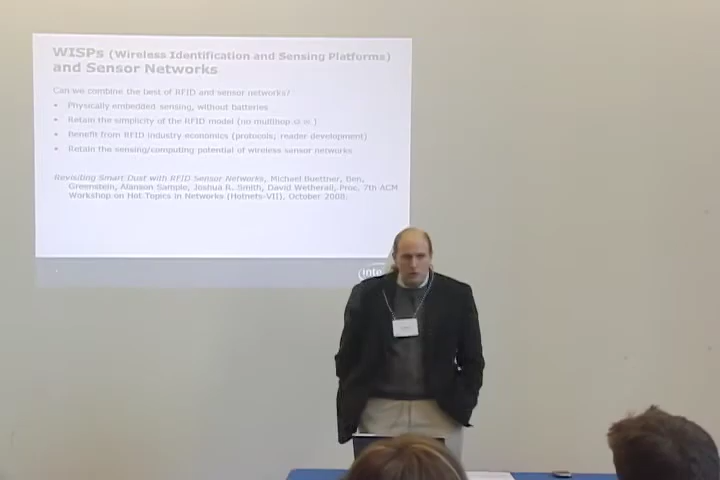 WISPs (Wireless Identification and Sensing Platforms)
and Sensor Networks
Can we combine the best of RFID and sensor networks?
• Physically embedded sensing, without batteries
• Retain the simplicity of the RFID model (no multihop
• Benefit from RFID industry economics (protocols; reader development)
• Retain the sensing/computing potential of wireless sensor networks
Revisiting Smart Dust with RFID Sensor Networks, Michael Buettner, Ben
Greenstein, Alanson Sample, Joshua R. Smith, David Wetherall, Proc. 7th ACM
Workshop on Hot Topics in Networks (Hotnets-VII), October 2008.